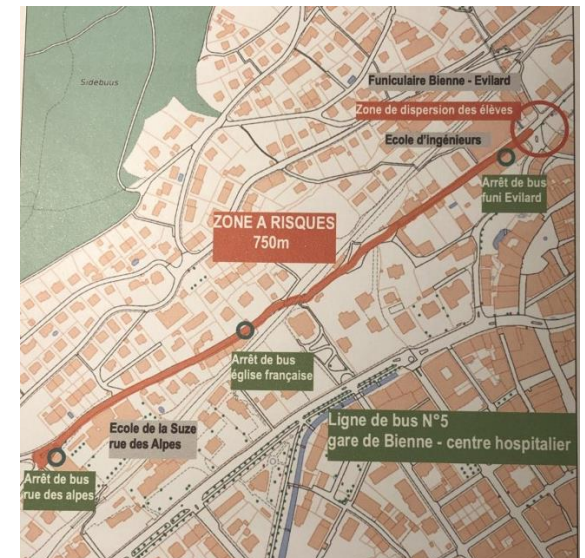 Sidebuus
Funiculaire Bienne - Evilard
Zone de dispersion des élèves
Ecole d'ingénieurs
Arrêt de bus
funi Evilard
ZONE A RISQUES
750m
Arrêt de bus
église française
Ecole de la Suze
rue des Alpes
Ligne de bus N°5
gare de Bienne - centre hospitalier
Arrêt de bus
rue des alpes